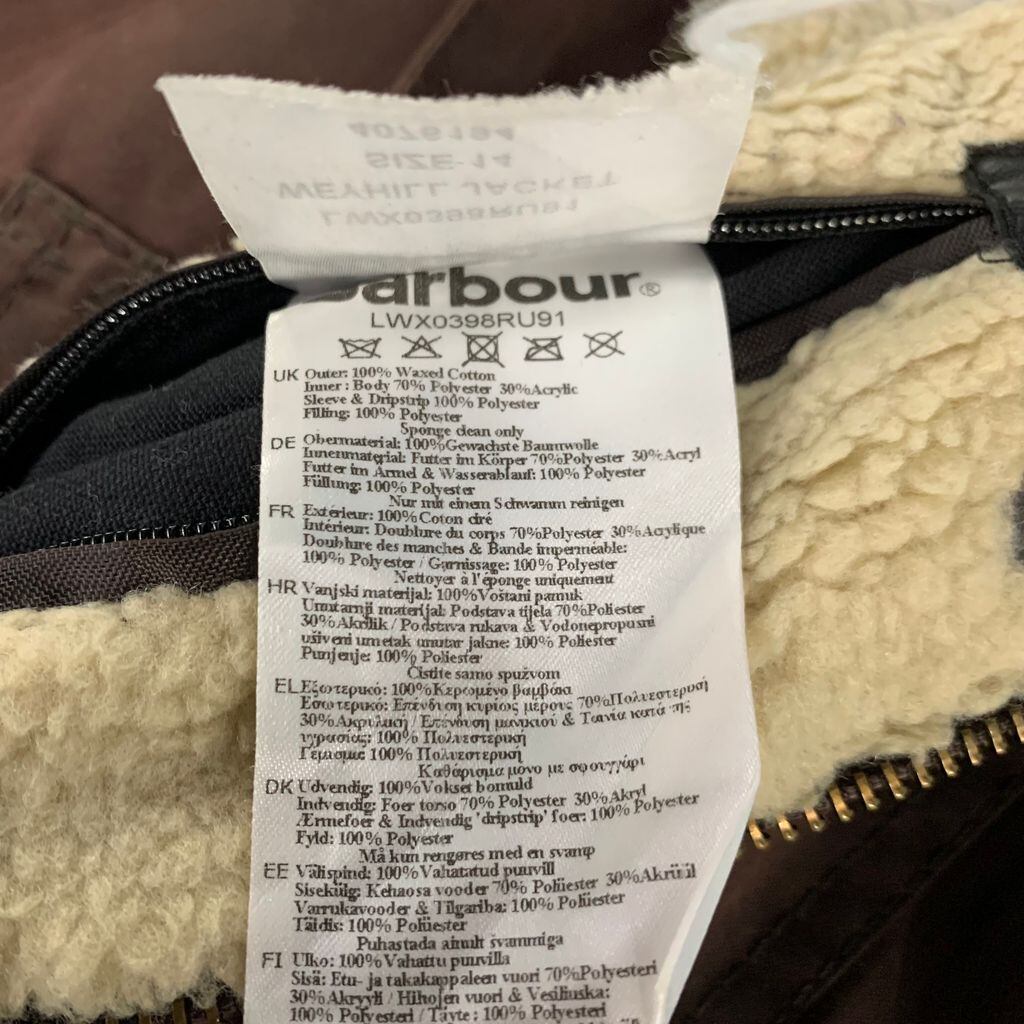 4076194
SIZE-14
WEYHILL JACKET
LWX0398RU91
Barbour®
LWX0398RU91
UK Outer: 100% Waxed Cotton
Inner : Body 70% Polyester 30%Acrylic
Sleeve & Dripstrip 100% Polyester
Filling: 100% Polyester
Sponge clean only
DE Obermaterial: 100%Gewachste Baumwolle
Innenmaterial: Futter im Körper 70%Polyester 30%Acryl
Futter im Ärmel & Wasserablauf: 100% Polyester
Füllung: 100% Polyester
Nur mit einem Schwamm reinigen
FR Extérieur: 100%Coton ciré
Intérieur: Doublure du corps 70%Polyester 30%Acrylique
Doublure des manches & Bande imperméable:
100% Polyester / Garnissage: 100% Polyester
Nettoyer à l'éponge uniquement
HR Vanjski materijal: 100%Voštani pamuk
Unutarnji materijal: Podstava tijela 70%Poliester
30%Akrilik / Podstava rukava & Vodonepropusni
ušiveni umetak unutar jakne: 100% Poliester
Punjenje: 100% Poliester
Čistite samo spužvom
EL Εξωτερικό: 100%Κερωμένο βαμβάκι
Εσωτερικό: Επένδυση κυρίως μέρους 70%Πολυεστερική
30%Ακρυλική / Επένδυση μανικιού & Ταινία κατά της
υγρασίας: 100% Πολυεστερική
Γέμισμα: 100% Πολυεστερική
Καθάρισμα μόνο με σφουγγάρι
DK Udvendig: 100%Vokset bomuld
Indvendig: Foer torso 70% Polyester 30%Akryl
Ærmefoer & Indvendig 'dripstrip' foer: 100% Polyester
Fyld: 100% Polyester
Må kun rengøres med en svamp
EE Välispind: 100%Vahatatud puuvill
Sisekülg: Kehaosa vooder 70% Polüester 30%Akrüül
Varrukavooder & Tilgariba: 100% Polüester
Täidis: 100% Polüester
Puhastada ainult švammiga
FI Ulko: 100%Vahattu puuvilla
Sisä: Etu- ja takakappaleen vuori 70%Polyesteri
30%Akryyli / Hihojen vuori & Vesiliuska:
100% Polyesteri / Täyte: 100% Polyesteri